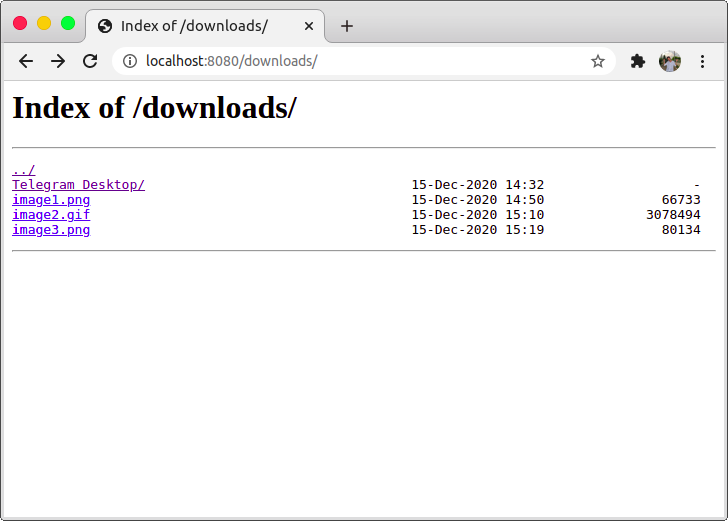 Index of /downloads/
localhost:8080/downloads/
Index of /downloads/
../
Telegram Desktop/ 15-Dec-2020 14:32 -
image1.png 15-Dec-2020 14:50 66733
image2.gif 15-Dec-2020 15:10 3078494
image3.png 15-Dec-2020 15:19 80134